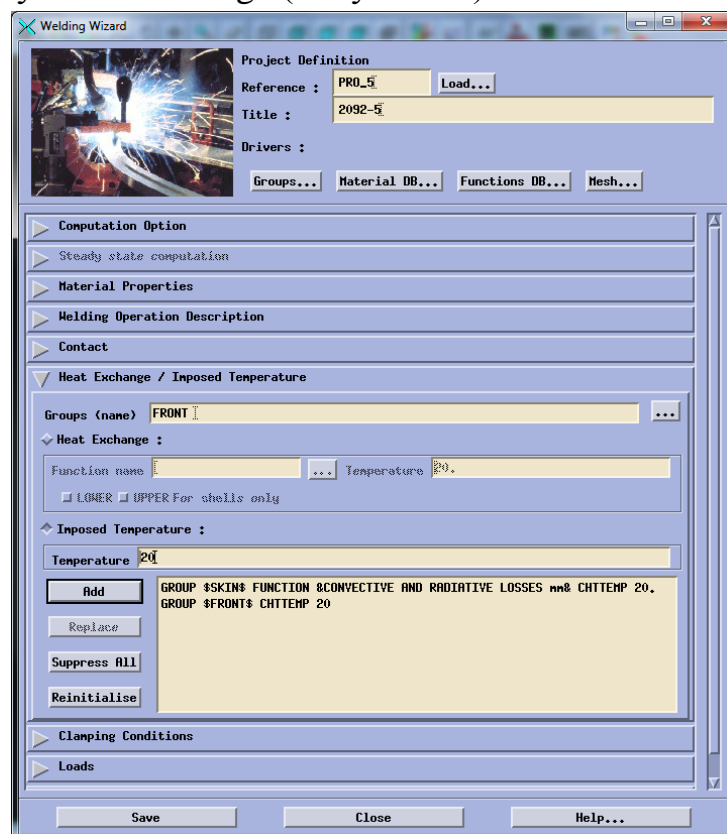 Welding Wizard
Project Definition
Reference : PRO_5 Load...
Title : 2092-5
Drivers :
Groups... Material DB... Functions DB... Mesh...
Computation Option
Steady state computation
Material Properties
Welding Operation Description
Contact
Heat Exchange / Imposed Temperature
Groups (name) FRONT ...
Heat Exchange :
Function name ... Temperature 20.
LOWER UPPER For shells only
Imposed Temperature :
Temperature 20
Add
GROUP $SKIN$ FUNCTION &CONVECTIVE AND RADIATIVE LOSSES mm& CHTTEMP 20.
GROUP $FRONT$ CHTTEMP 20
Replace
Suppress All
Reinitialise
Clamping Conditions
Loads
Save Close Help...